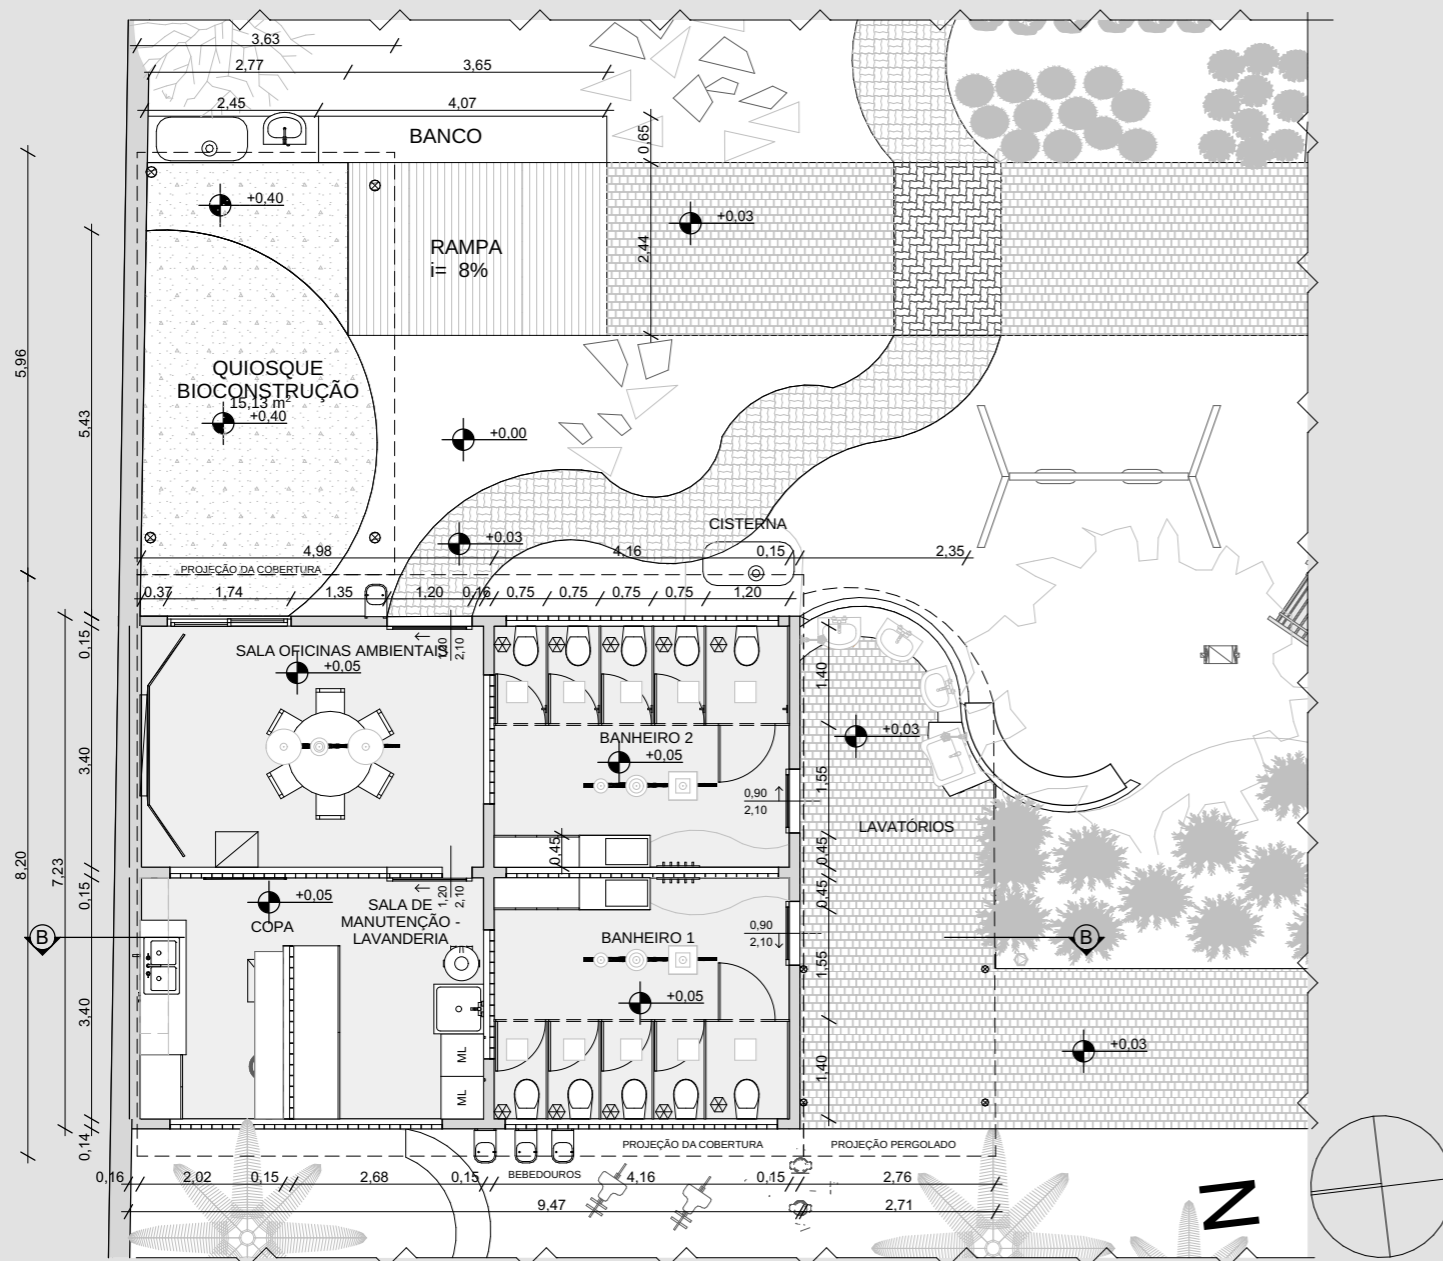 3,63
2,77
3,65
2,45
4,07
BANCO
0,65
+0,40
+0,03
RAMPA
i= 8%
2,44
5,96
5,43
QUIOSQUE
BIOCONSTRUÇÃO
15,13 m²
+0,40
+0,00
CISTERNA
+0,03
4,98
4,16
0,15
2,35
PROJEÇÃO DA COBERTURA
0,37
1,74
1,35
1,20
0,16
0,75
0,75
0,75
0,75
1,20
0,15
SALA OFICINAS AMBIENTAIS
2,10
+0,05
1,40
BANHEIRO 2
+0,05
+0,03
3,40
1,55
0,90
2,10
LAVATÓRIOS
0,45
0,45
8,20
7,23
0,15
+0,05
COPA
SALA DE
MANUTENÇÃO -
LAVANDERIA
1,20
2,10
0,45
0,90
2,10
B
BANHEIRO 1
B
1,55
+0,05
3,40
ML
ML
1,40
+0,03
0,14
PROJEÇÃO DA COBERTURA
PROJEÇÃO PERGOLADO
BEBEDOUROS
0,16
2,02
0,15
2,68
0,15
4,16
0,15
2,76
9,47
2,71
N